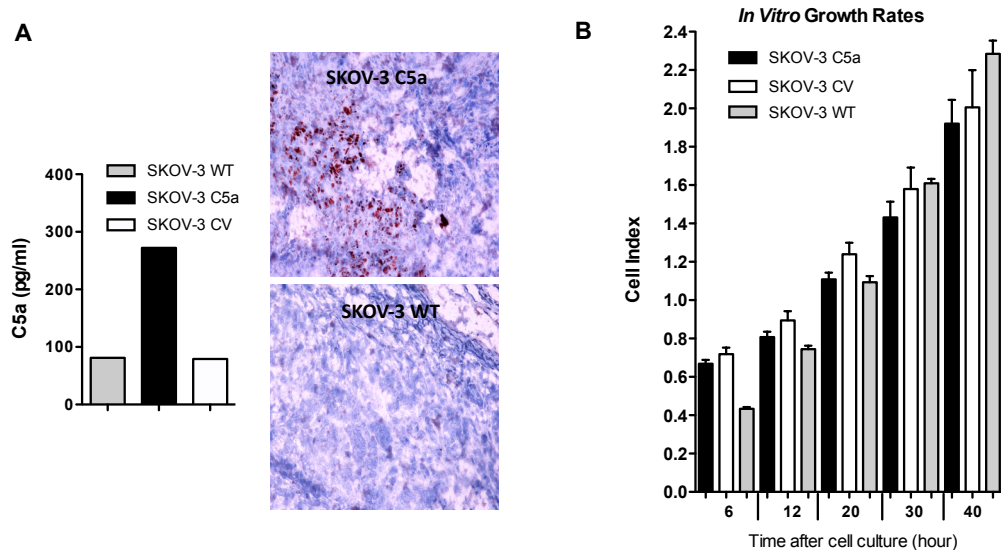 A
SKOV-3 C5a
SKOV-3 WT
SKOV-3 WT
SKOV-3 C5a
SKOV-3 CV
C5a (pg/ml)
400
300
200
100
0
B
In Vitro Growth Rates
SKOV-3 C5a
SKOV-3 CV
SKOV-3 WT
Cell Index
2.4
2.2
2.0
1.8
1.6
1.4
1.2
1.0
0.8
0.6
0.4
0.2
0.0
6 12 20 30 40
Time after cell culture (hour)